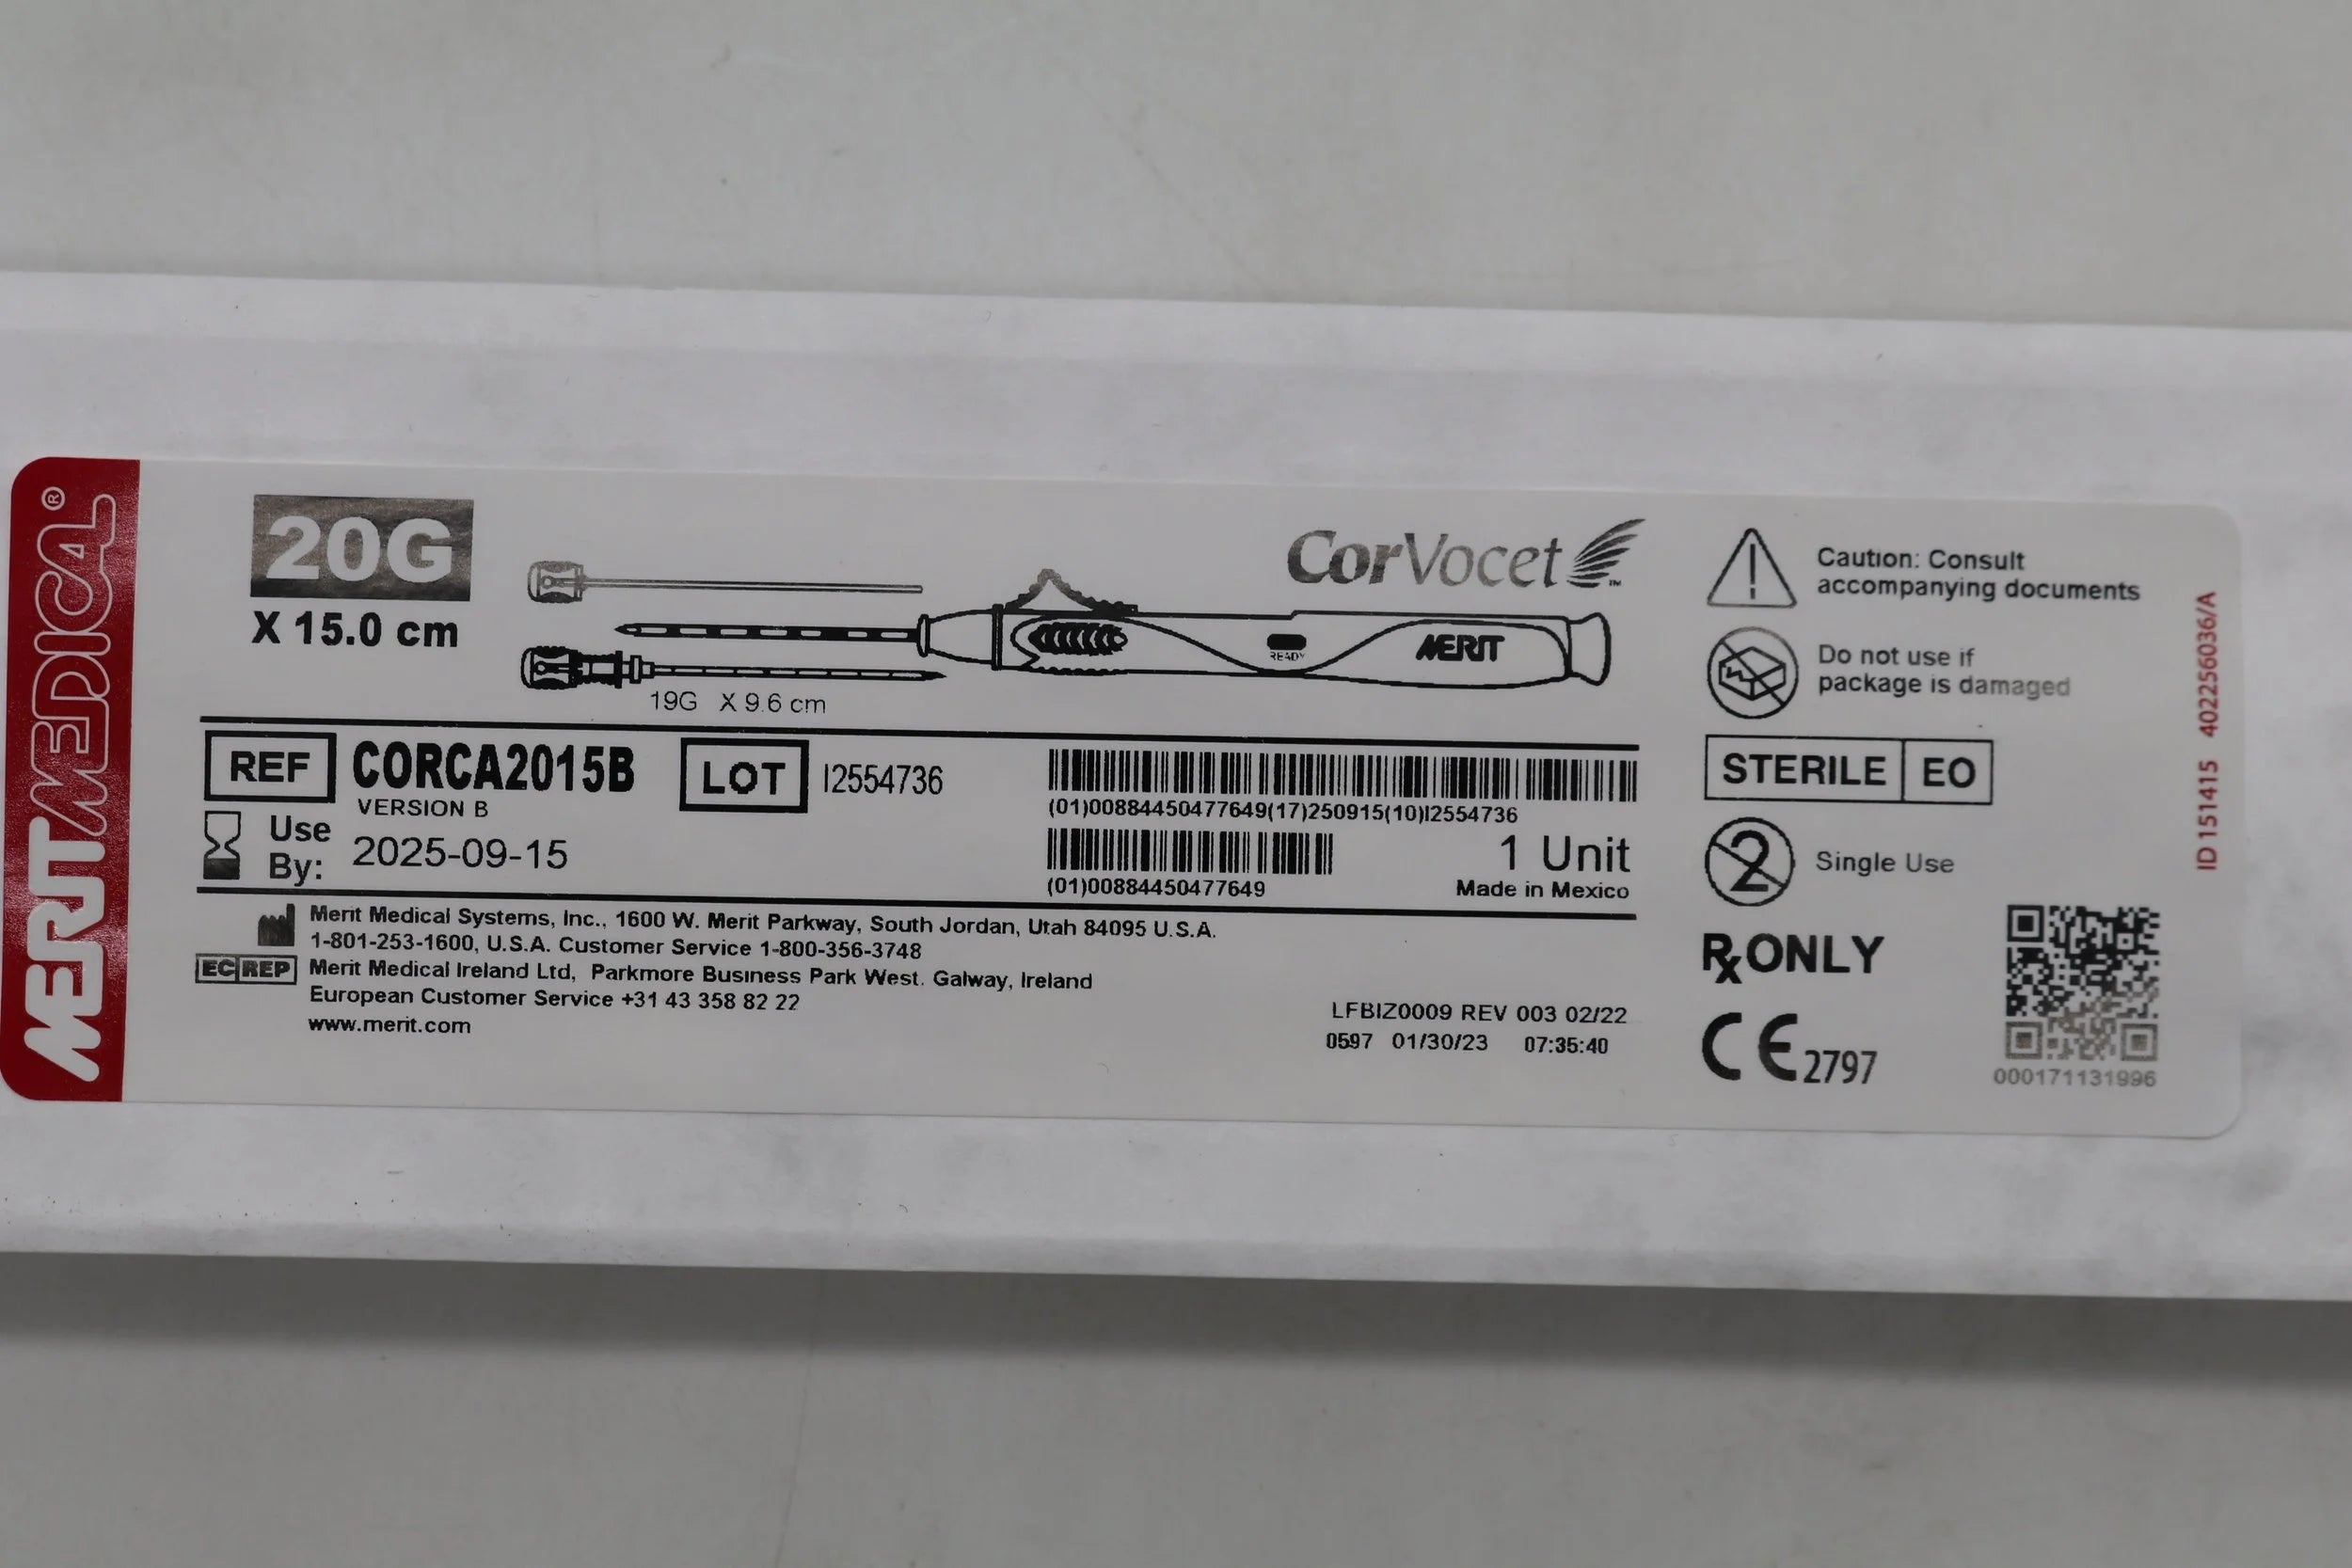 MERITMEDICAL®
20G
X 15.0 cm
CorVocet™
READY
MERIT
19G X 9.6 cm
REF CORCA2015B
VERSION B
LOT I2554736
Use By: 2025-09-15
(01)00884450477649(17)250915(10)I2554736
(01)00884450477649
1 Unit
Made in Mexico
Merit Medical Systems, Inc., 1600 W. Merit Parkway, South Jordan, Utah 84095 U.S.A.
1-801-253-1600, U.S.A. Customer Service 1-800-356-3748
EC REP Merit Medical Ireland Ltd, Parkmore Business Park West. Galway, Ireland
European Customer Service +31 43 358 82 22
www.merit.com
LFBIZ0009 REV 003 02/22
0597 01/30/23 07:35:40
Caution: Consult
accompanying documents
Do not use if
package is damaged
STERILE EO
2 Single Use
Rx ONLY
CE 2797
000171131996
ID 151415 402256036/A